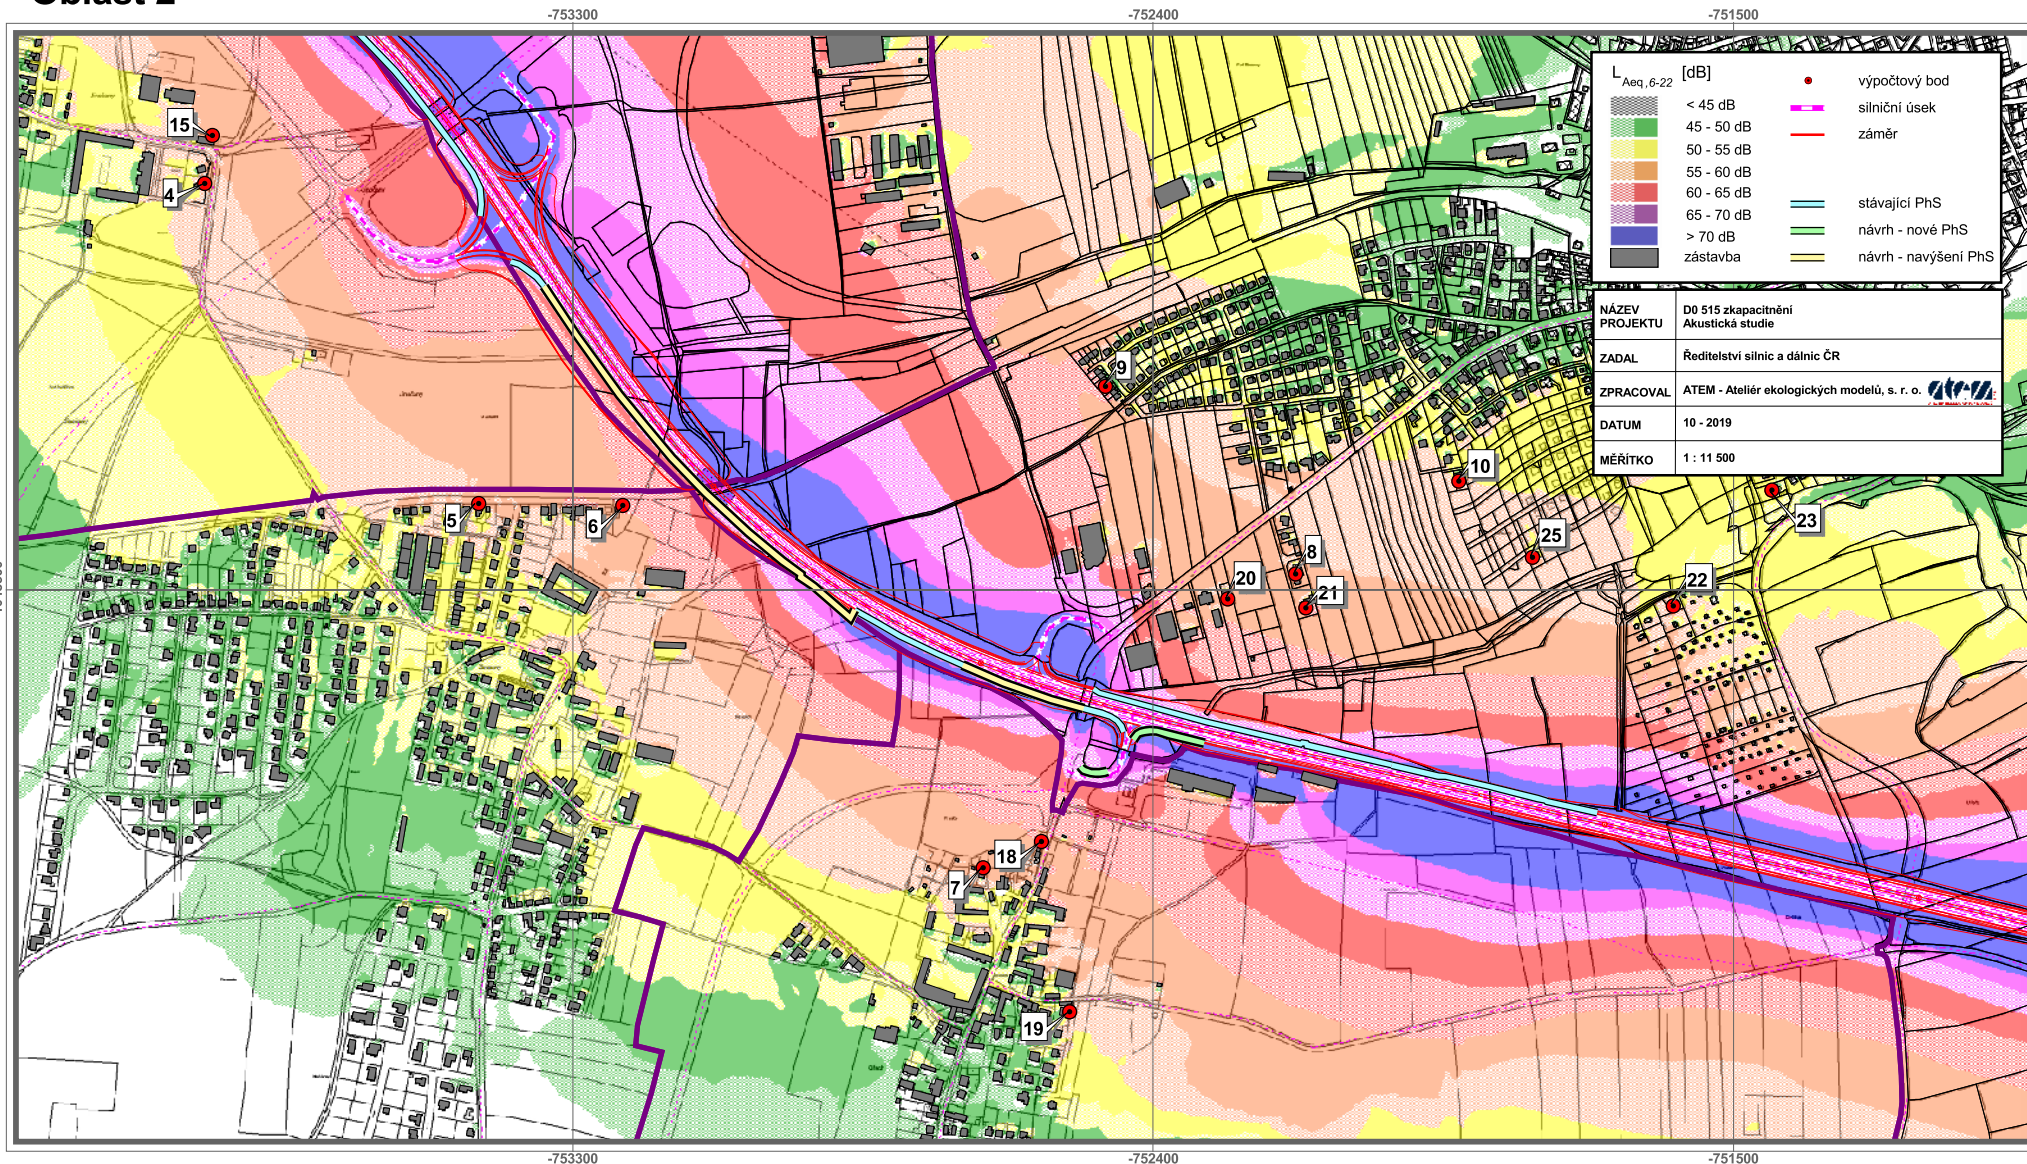 -753300
-752400
-751500
L Aeq,6-22 [dB]
< 45 dB
45 - 50 dB
50 - 55 dB
55 - 60 dB
60 - 65 dB
65 - 70 dB
> 70 dB
zástavba
výpočtový bod
silniční úsek
záměr
stávající PhS
návrh - nové PhS
návrh - navýšení PhS
NÁZEV PROJEKTU
D0 515 zkapacitnění
Akustická studie
ZADAL
Ředitelství silnic a dálnic ČR
ZPRACOVAL
ATEM - Ateliér ekologických modelů, s. r. o.
atem
DATUM
10 - 2019
MĚŘÍTKO
1 : 11 500
15
4
9
10
5
6
25
23
8
20
21
22
18
7
19
-753300
-752400
-751500